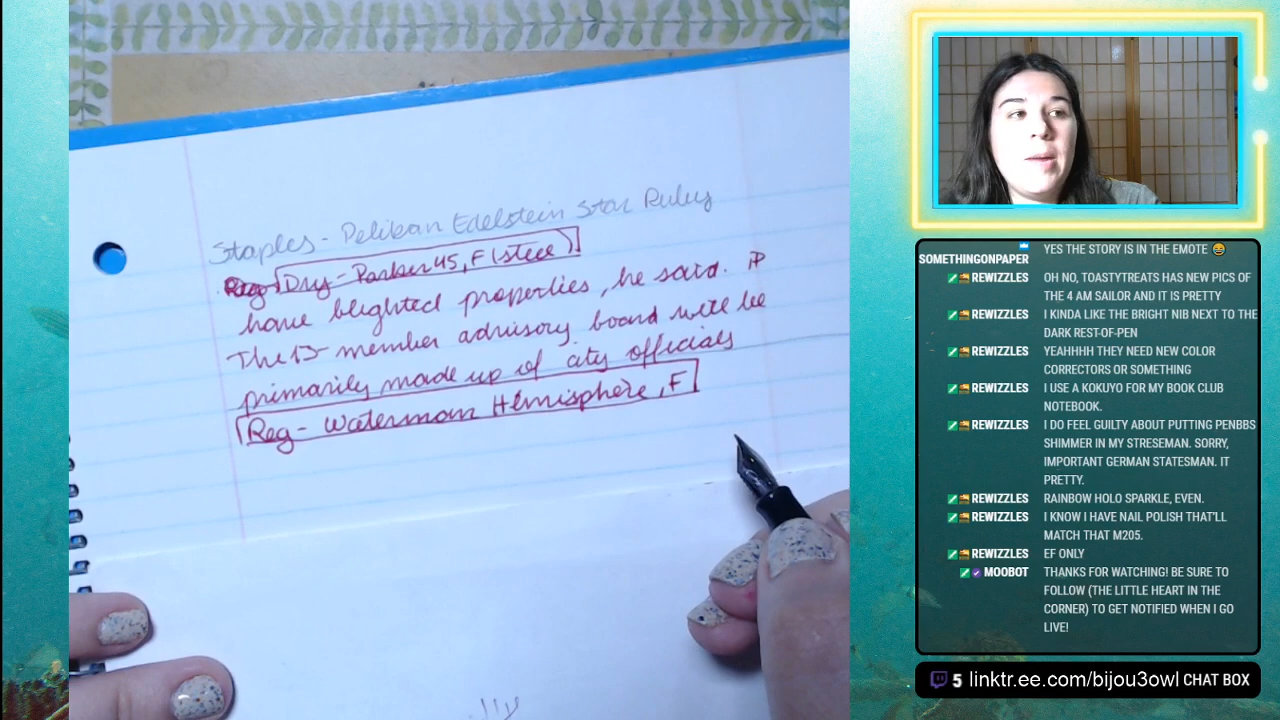 Staples - Pelikan Edelstein Star Ruby
Reg Dry - Parker 45, F (steel)
have blighted properties, he said. P
The 13-member advisory board will be
primarily made up of city officials
Reg - Waterman Hémisphère, F
YES THE STORY IS IN THE EMOTE 😂
SOMETHINGONPAPER
REWIZZLES OH NO, TOASTYTREATS HAS NEW PICS OF
THE 4 AM SAILOR AND IT IS PRETTY
REWIZZLES I KINDA LIKE THE BRIGHT NIB NEXT TO THE
DARK REST-OF-PEN
REWIZZLES YEAHHHH THEY NEED NEW COLOR
CORRECTORS OR SOMETHING
REWIZZLES I USE A KOKUYO FOR MY BOOK CLUB
NOTEBOOK.
REWIZZLES I DO FEEL GUILTY ABOUT PUTTING PENBBS
SHIMMER IN MY STRESEMAN. SORRY,
IMPORTANT GERMAN STATESMAN. IT
PRETTY.
REWIZZLES RAINBOW HOLO SPARKLE, EVEN.
REWIZZLES I KNOW I HAVE NAIL POLISH THAT'LL
MATCH THAT M205.
REWIZZLES EF ONLY
MOOBOT THANKS FOR WATCHING! BE SURE TO
FOLLOW (THE LITTLE HEART IN THE
CORNER) TO GET NOTIFIED WHEN I GO
LIVE!
5 linktr.ee.com/bijou3owl CHAT BOX